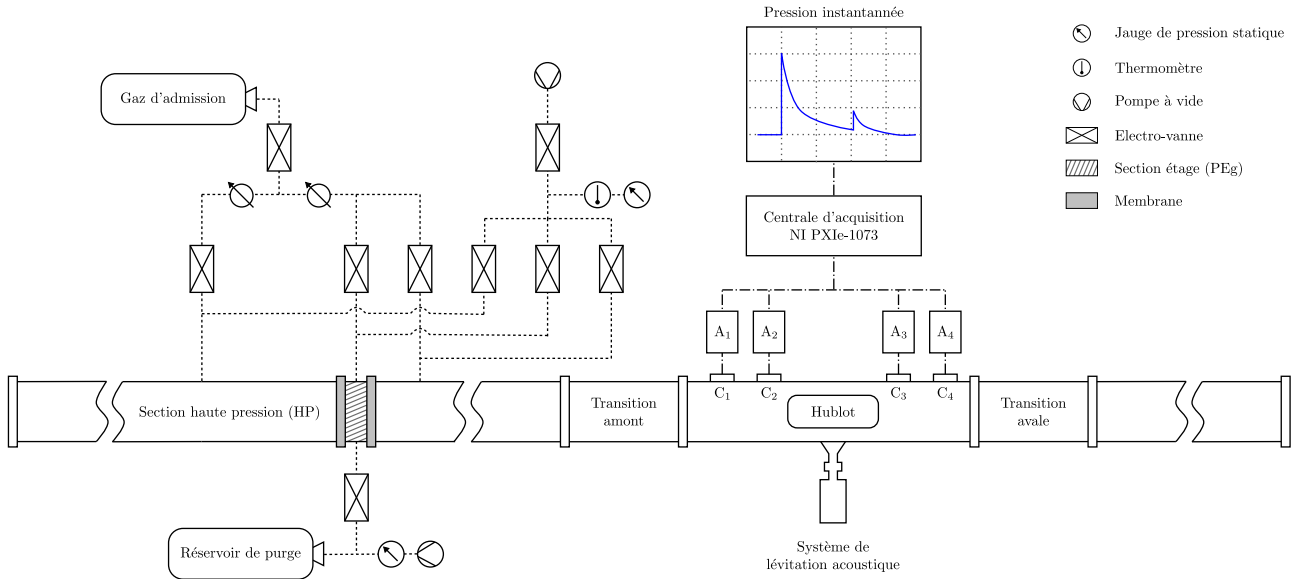 Pression instantannée
Jauge de pression statique
Thermomètre
Pompe à vide
Electro-vanne
Section étage (PEg)
Membrane
Gaz d'admission
Centrale d'acquisition
NI PXIe-1073
A1
A2
A3
A4
C1
C2
C3
C4
Section haute pression (HP)
Transition
amont
Hublot
Transition
avale
Réservoir de purge
Système de
lévitation acoustique